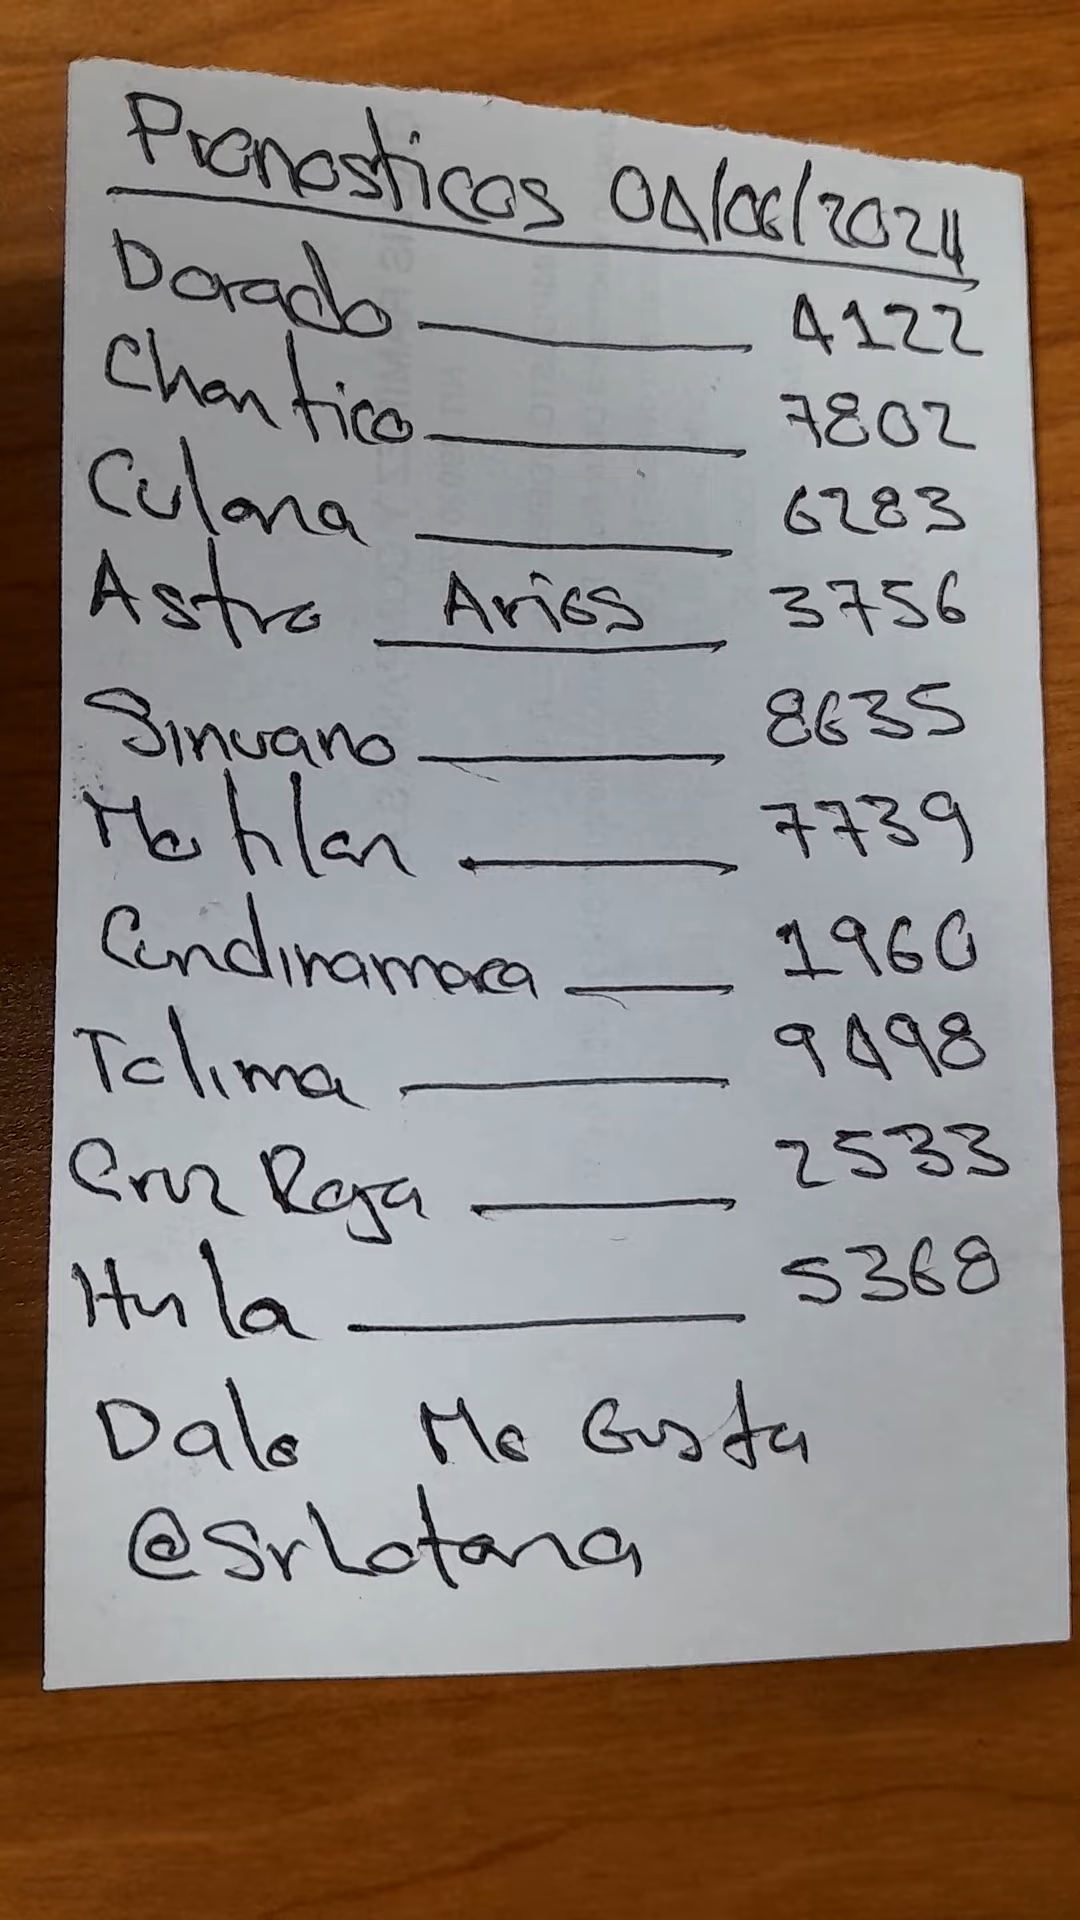 Pronosticos 04/06/2024
Dorado 4122
Chontico 7802
Culona 6283
Astro Aries 3756
Sinuano 8635
Motilon 7739
Cundinamarca 1960
Tolima 9498
Cruz Roja 2533
Huila 5368
Dale Me Gusta
@SrLotana